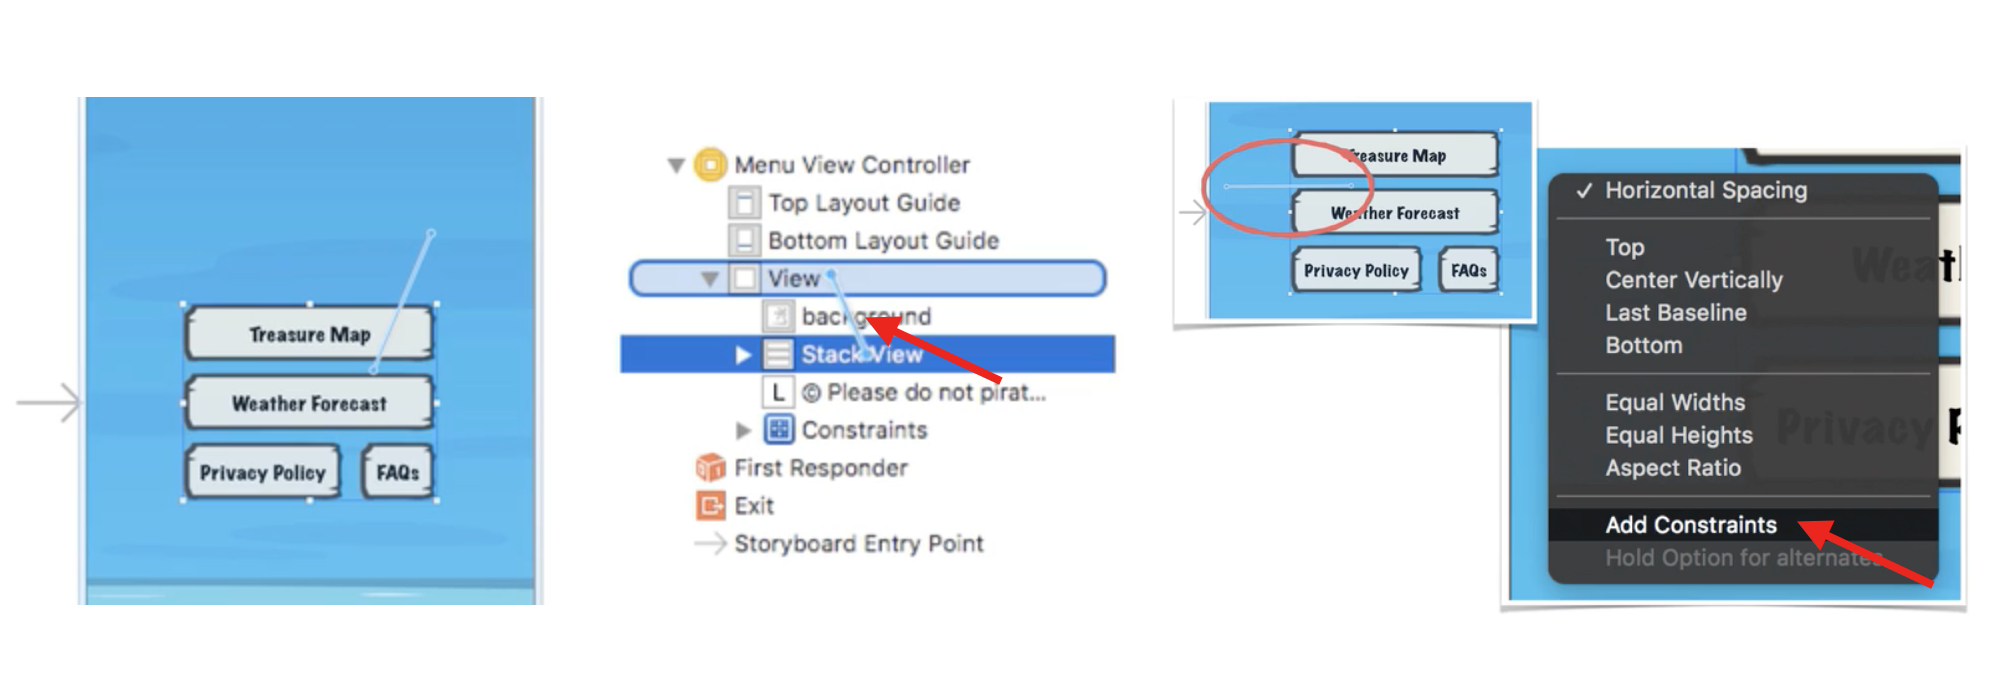 Treasure Map
Weather Forecast
Privacy Policy
FAQs
Menu View Controller
Top Layout Guide
Bottom Layout Guide
View
background
Stack View
L
© Please do not pirat...
Constraints
First Responder
Exit
Storyboard Entry Point
Treasure Map
Weather Forecast
Privacy Policy
FAQs
✓ Horizontal Spacing
Top
Center Vertically
Last Baseline
Bottom
Equal Widths
Equal Heights
Aspect Ratio
Add Constraints
Hold Option for alternates
Privacy